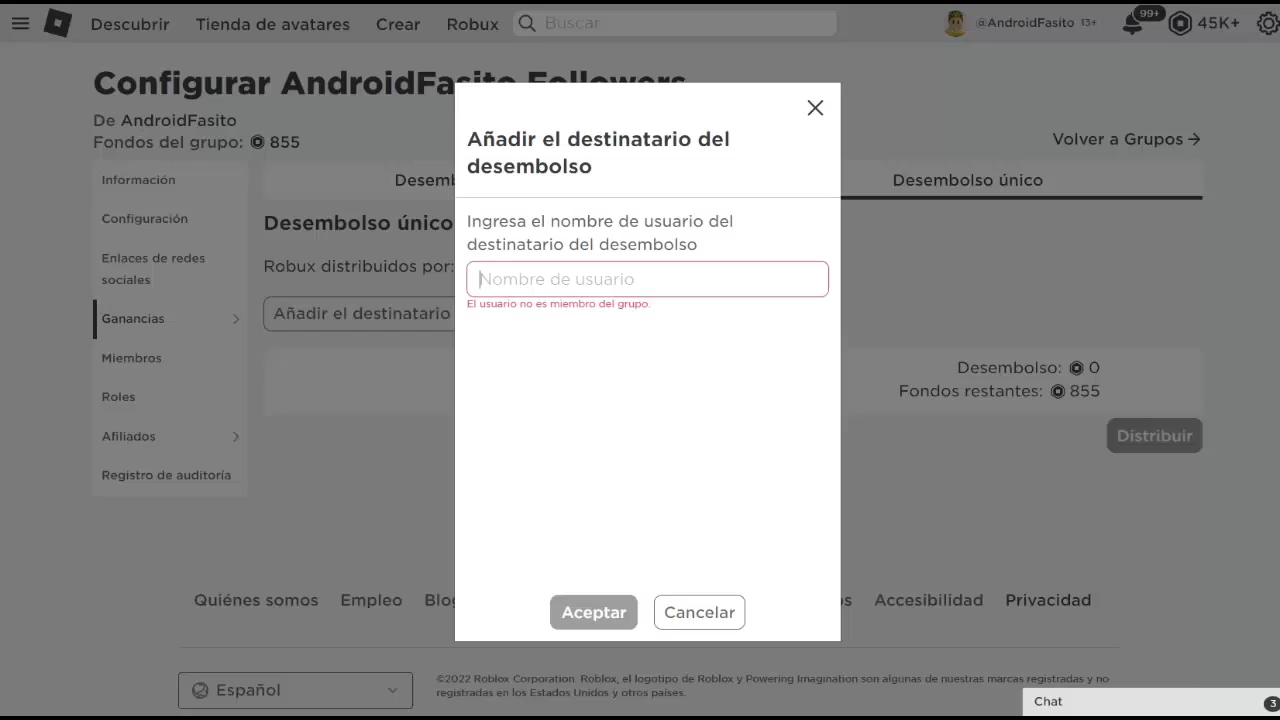 Descubrir Tienda de avatares Crear Robux Buscar @AndroidFasito 13+ 99+ 45K+
Configurar AndroidFasito Followers
De AndroidFasito
Fondos del grupo: 855
Volver a Grupos →
Información
Configuración
Enlaces de redes
sociales
Ganancias
Miembros
Roles
Afiliados
Registro de auditoría
Desemb
Desembolso único
Desembolso único
Robux distribuidos por:
Añadir el destinatario
Desembolso: 0
Fondos restantes: 855
Distribuir
Añadir el destinatario del
desembolso
Ingresa el nombre de usuario del
destinatario del desembolso
Nombre de usuario
El usuario no es miembro del grupo.
Aceptar Cancelar
Quiénes somos Empleo Blog os Accesibilidad Privacidad
Español
©2022 Roblox Corporation. Roblox, el logotipo de Roblox y Powering Imagination son algunas de nuestras marcas registradas y no
registradas en los Estados Unidos y otros países.
Chat 3